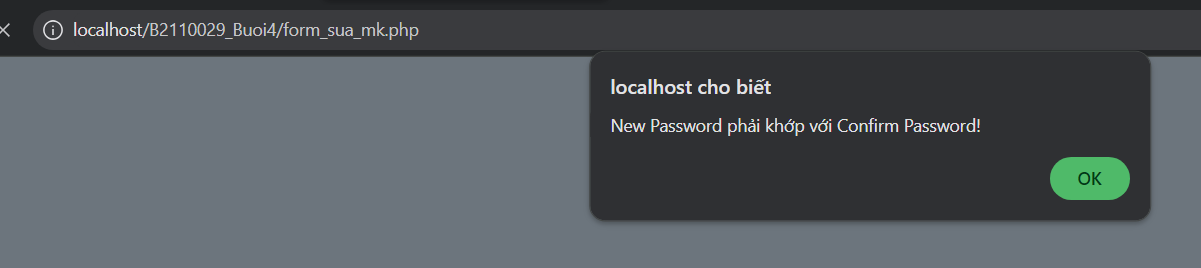 localhost/B2110029_Buoi4/form_sua_mk.php
localhost cho biết
New Password phải khớp với Confirm Password!
OK